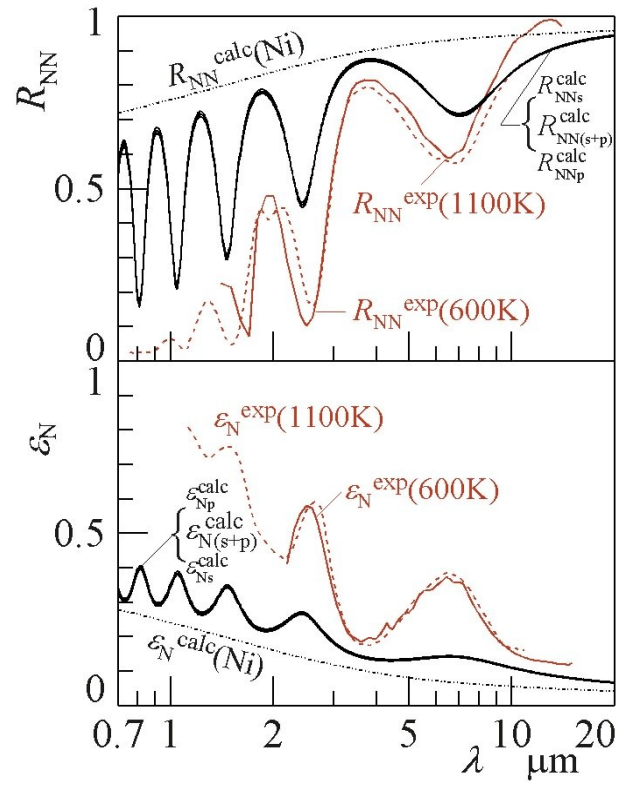 1
R_NN^calc(Ni)
R_NN
R_NNs^calc
R_NN(s+p)^calc
R_NNp^calc
0.5
R_NN^exp(1100K)
R_NN^exp(600K)
0
1
ε_N
ε_N^exp(1100K)
ε_N^exp(600K)
ε_Np^calc
ε_N(s+p)^calc
ε_Ns^calc
0.5
ε_N^calc(Ni)
0
0.7 1 2 5 10 20
λ μm